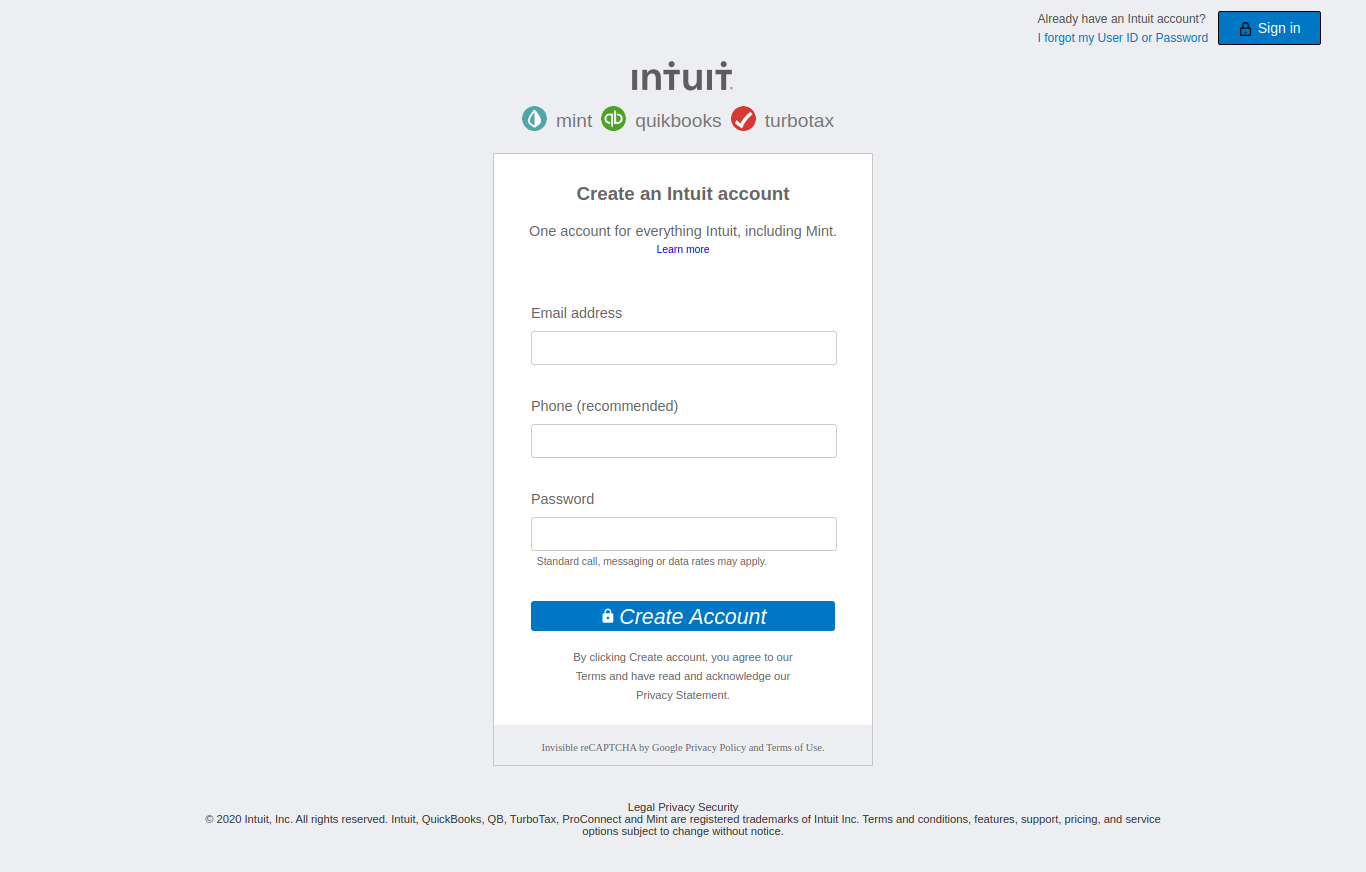 Already have an Intuit account?
I forgot my User ID or Password
Sign in
INTUIT
mint quikbooks turbotax
Create an Intuit account
One account for everything Intuit, including Mint.
Learn more
Email address
Phone (recommended)
Password
Standard call, messaging or data rates may apply.
Create Account
By clicking Create account, you agree to our
Terms and have read and acknowledge our
Privacy Statement.
Invisible reCAPTCHA by Google Privacy Policy and Terms of Use.
Legal Privacy Security
© 2020 Intuit, Inc. All rights reserved. Intuit, QuickBooks, QB, TurboTax, ProConnect and Mint are registered trademarks of Intuit Inc. Terms and conditions, features, support, pricing, and service
options subject to change without notice.